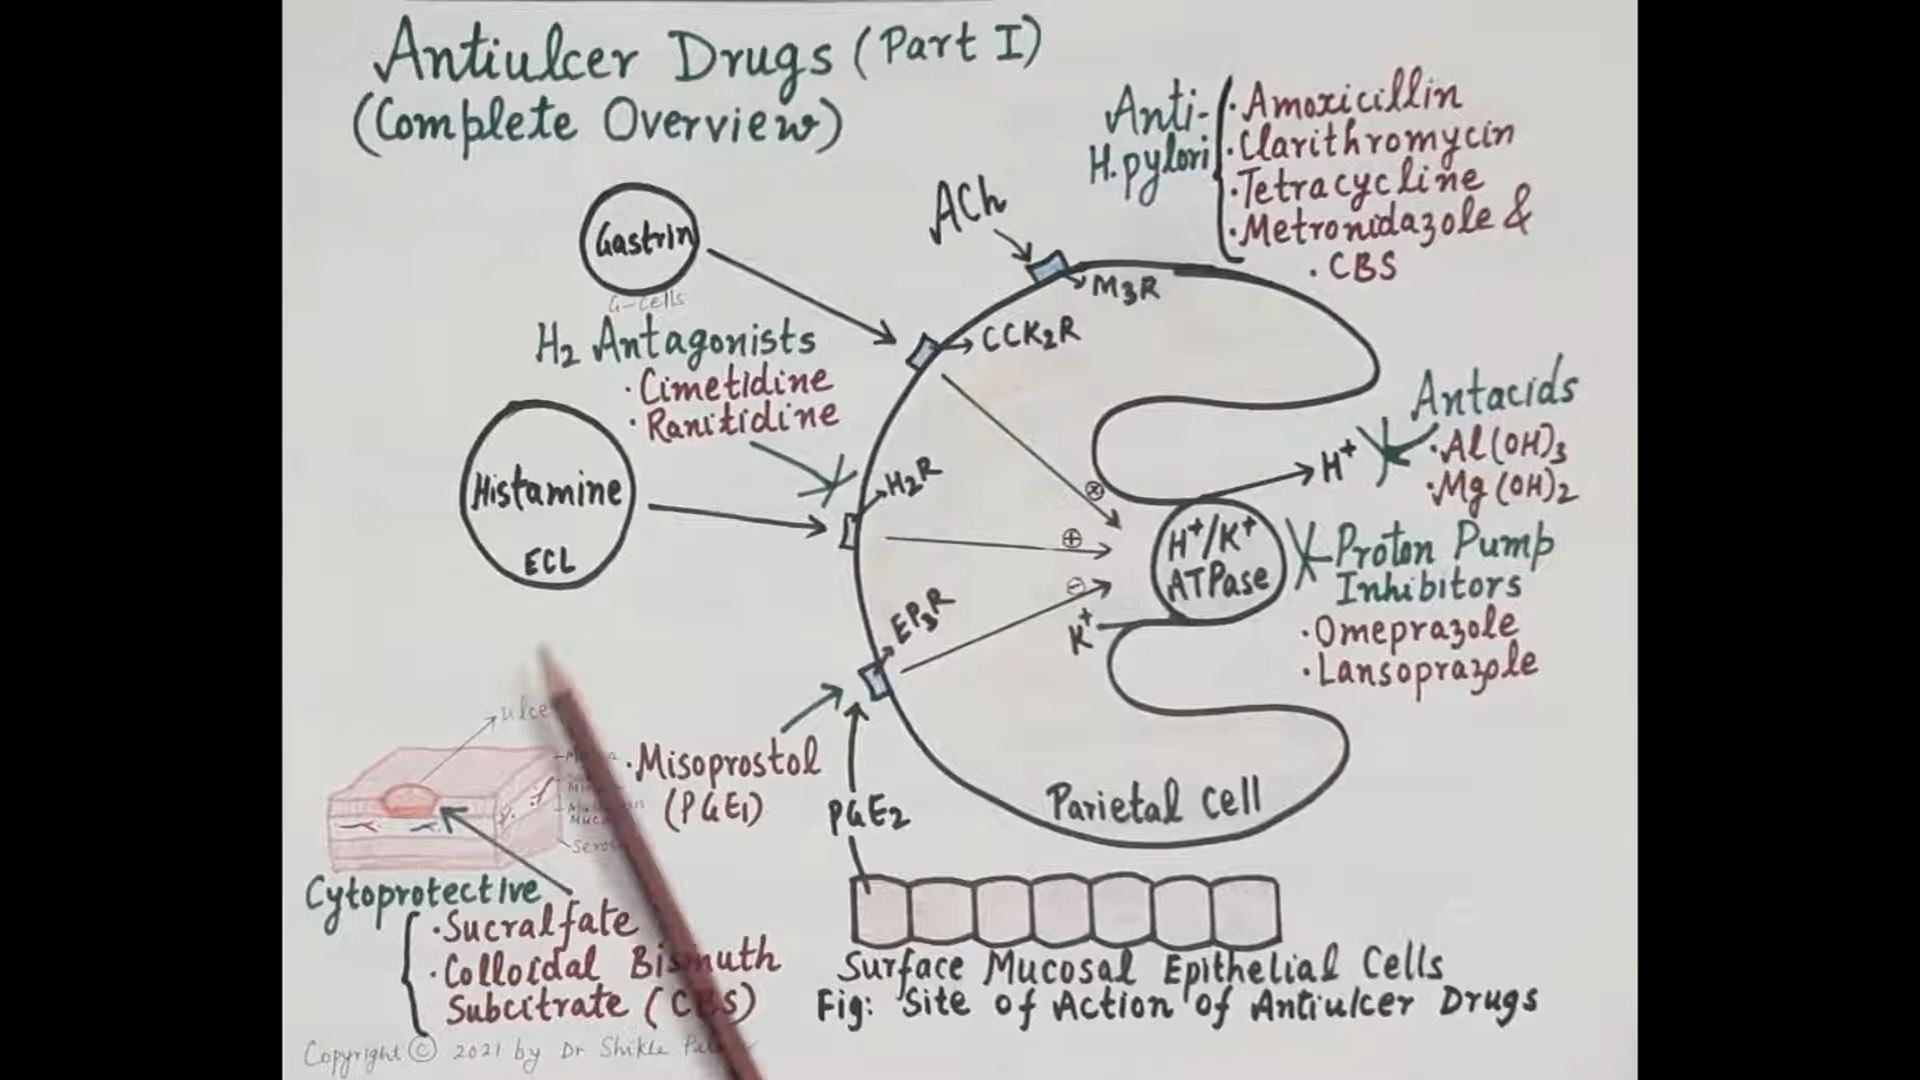 Antiulcer Drugs (Part I)
(Complete Overview)
Anti-
H.pylori
· Amoxicillin
· Clarithromycin
· Tetracycline
· Metronidazole &
· CBS
ACh
M3R
Gastrin
G-Cells
CCK2R
H2 Antagonists
· Cimetidine
· Ranitidine
Histamine
ECL
H2R
EP3R
⊕
⊕
⊖
K+
H+
H+/K+
ATPase
Antacids
· Al(OH)3
· Mg(OH)2
Proton Pump
Inhibitors
· Omeprazole
· Lansoprazole
· Misoprostol
(PGE1)
PGE2
Parietal Cell
Cytoprotective
· Sucralfate
· Colloidal Bismuth
Subcitrate (CBS)
Surface Mucosal Epithelial Cells
Fig: Site of Action of Antiulcer Drugs
Copyright © 2021 by Dr